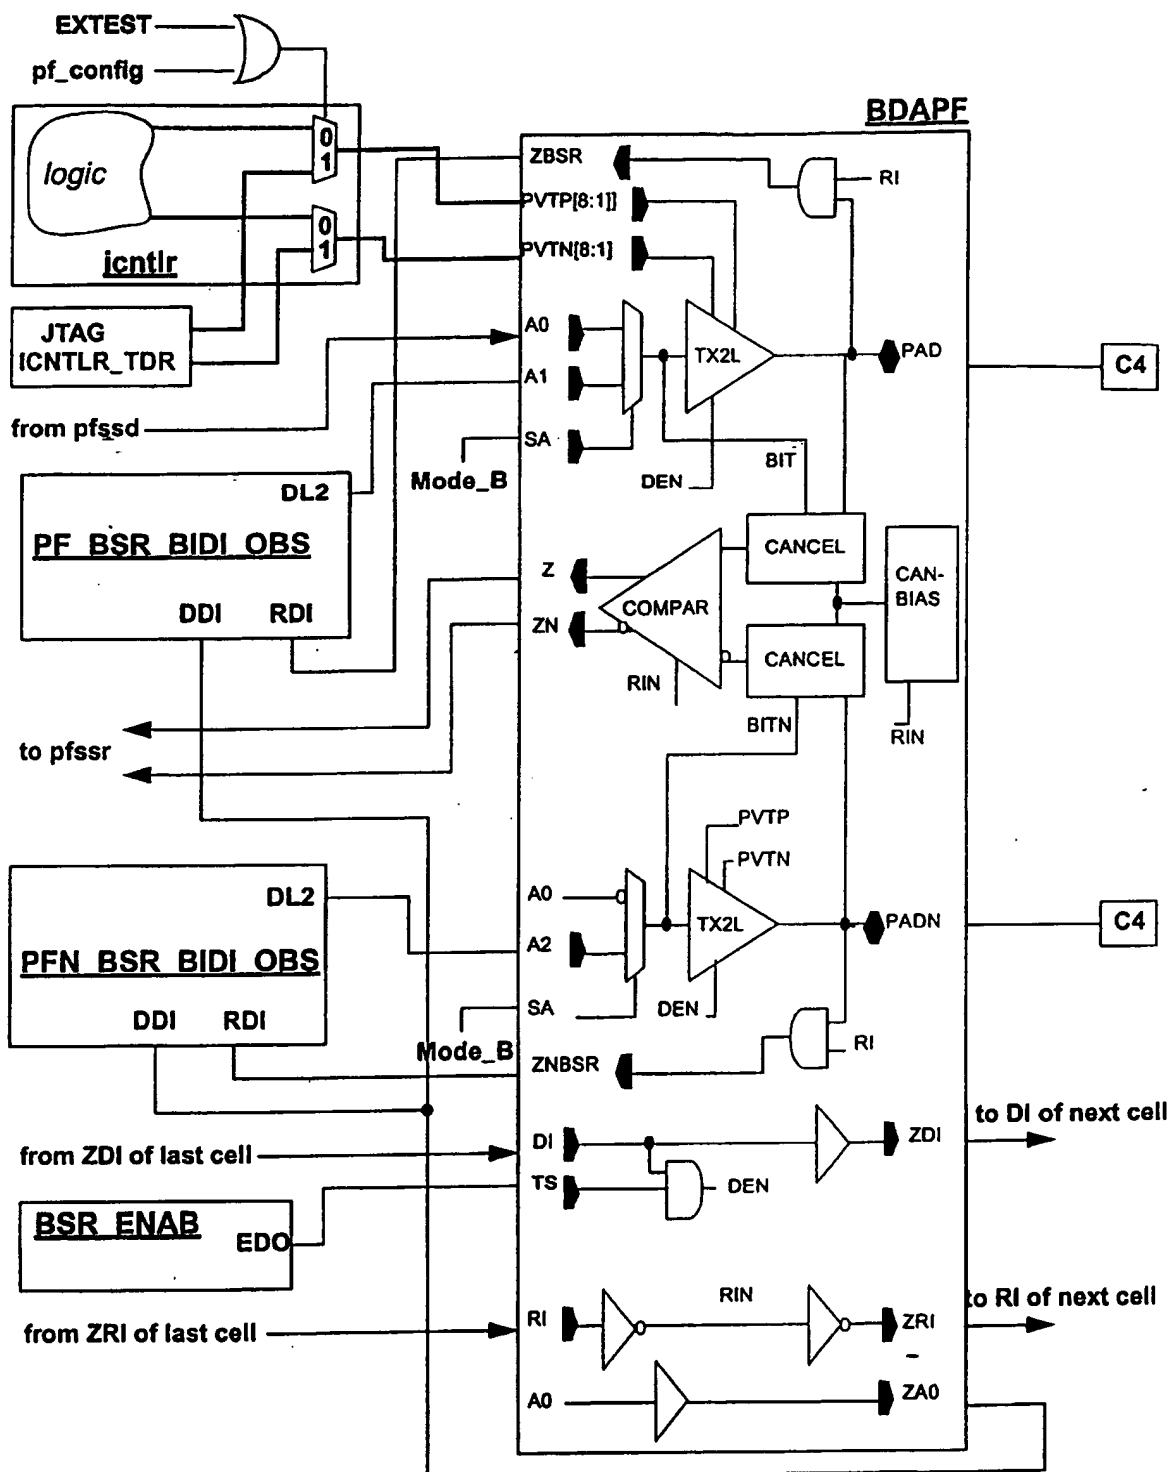 EXTEST
pf_config
BDAPF
0
1
logic
ZBSR
RI
PVTP[8:1]]
0
1
PVTN[8:1]
icntlr
JTAG
ICNTLR_TDR
A0
TX2L
PAD
C4
A1
from pfssd
SA
Mode_B
BIT
DEN
DL2
PF_BSR_BIDI_OBS
CANCEL
CAN-
BIAS
Z
COMPAR
DDI
RDI
ZN
CANCEL
RIN
BITN
RIN
to pfssr
PVTP
PVTN
A0
DL2
TX2L
PADN
C4
A2
PFN_BSR_BIDI_OBS
SA
DEN
DDI
RDI
Mode_B
RI
ZNBSR
to DI of next cell
DI
ZDI
from ZDI of last cell
TS
DEN
BSR_ENAB
EDO
RIN
to RI of next cell
RI
ZRI
from ZRI of last cell
A0
ZA0